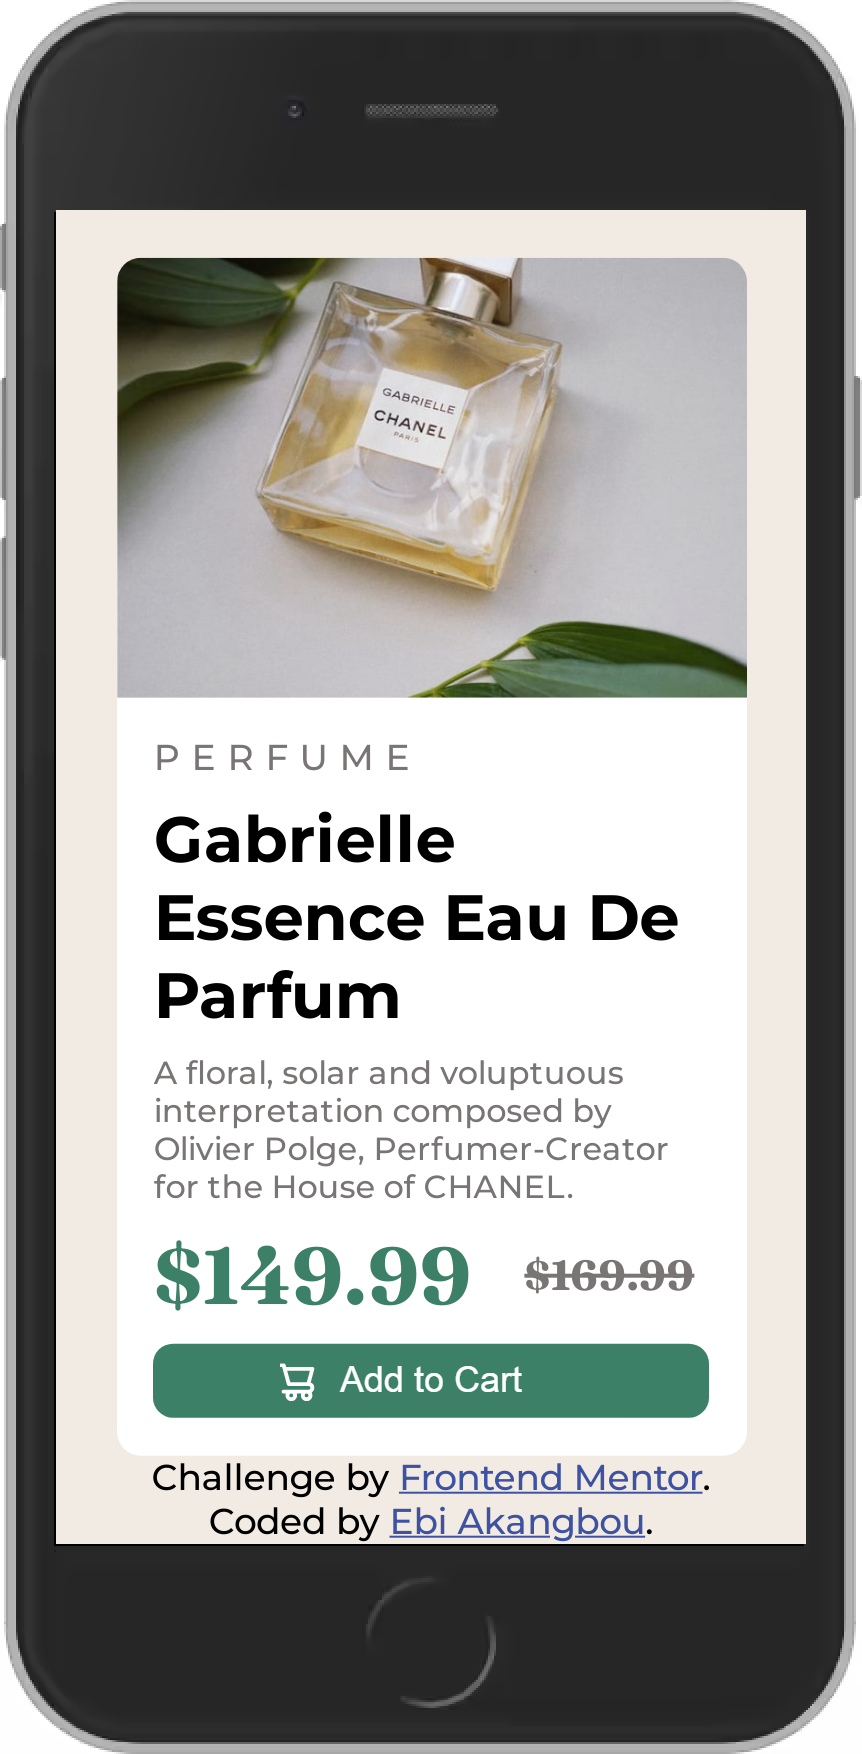 GABRIELLE
CHANEL
PARIS
PERFUME
Gabrielle
Essence Eau De
Parfum
A floral, solar and voluptuous
interpretation composed by
Olivier Polge, Perfumer-Creator
for the House of CHANEL.
$149.99 $169.99
Add to Cart
Challenge by Frontend Mentor.
Coded by Ebi Akangbou.